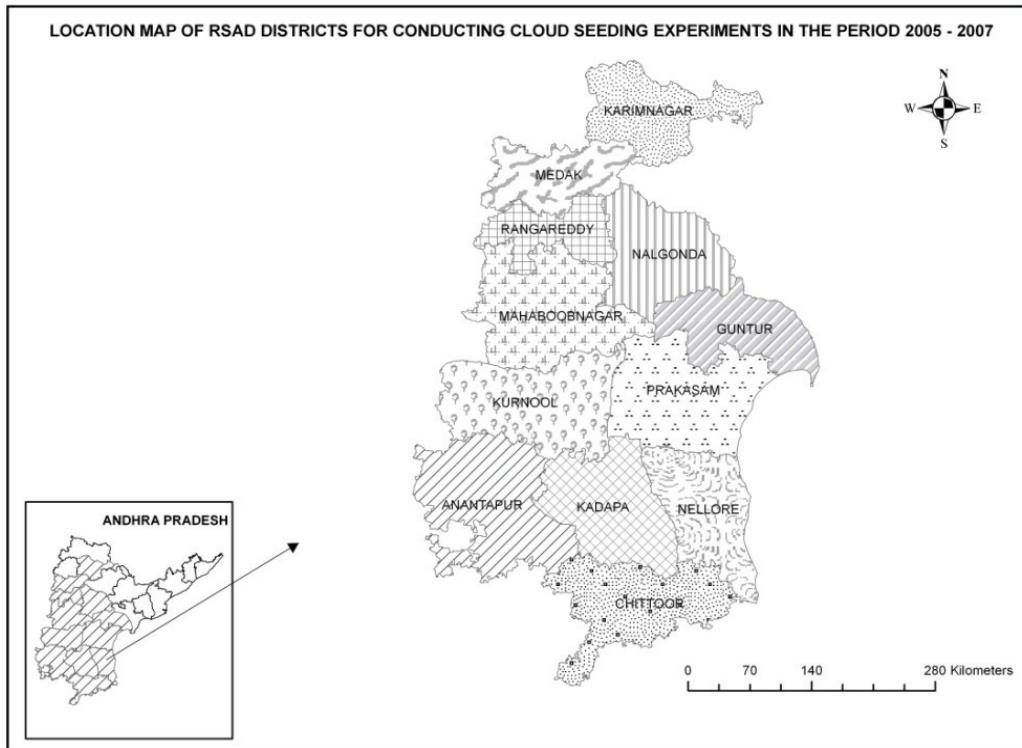 LOCATION MAP OF RSAD DISTRICTS FOR CONDUCTING CLOUD SEEDING EXPERIMENTS IN THE PERIOD 2005 - 2007
N
W E
S
KARIMNAGAR
MEDAK
RANGAREDDY
NALGONDA
MAHABOOBNAGAR
GUNTUR
PRAKASAM
KURNOOL
ANANTAPUR
KADAPA
NELLORE
CHITTOOR
ANDHRA PRADESH
0 70 140 280 Kilometers